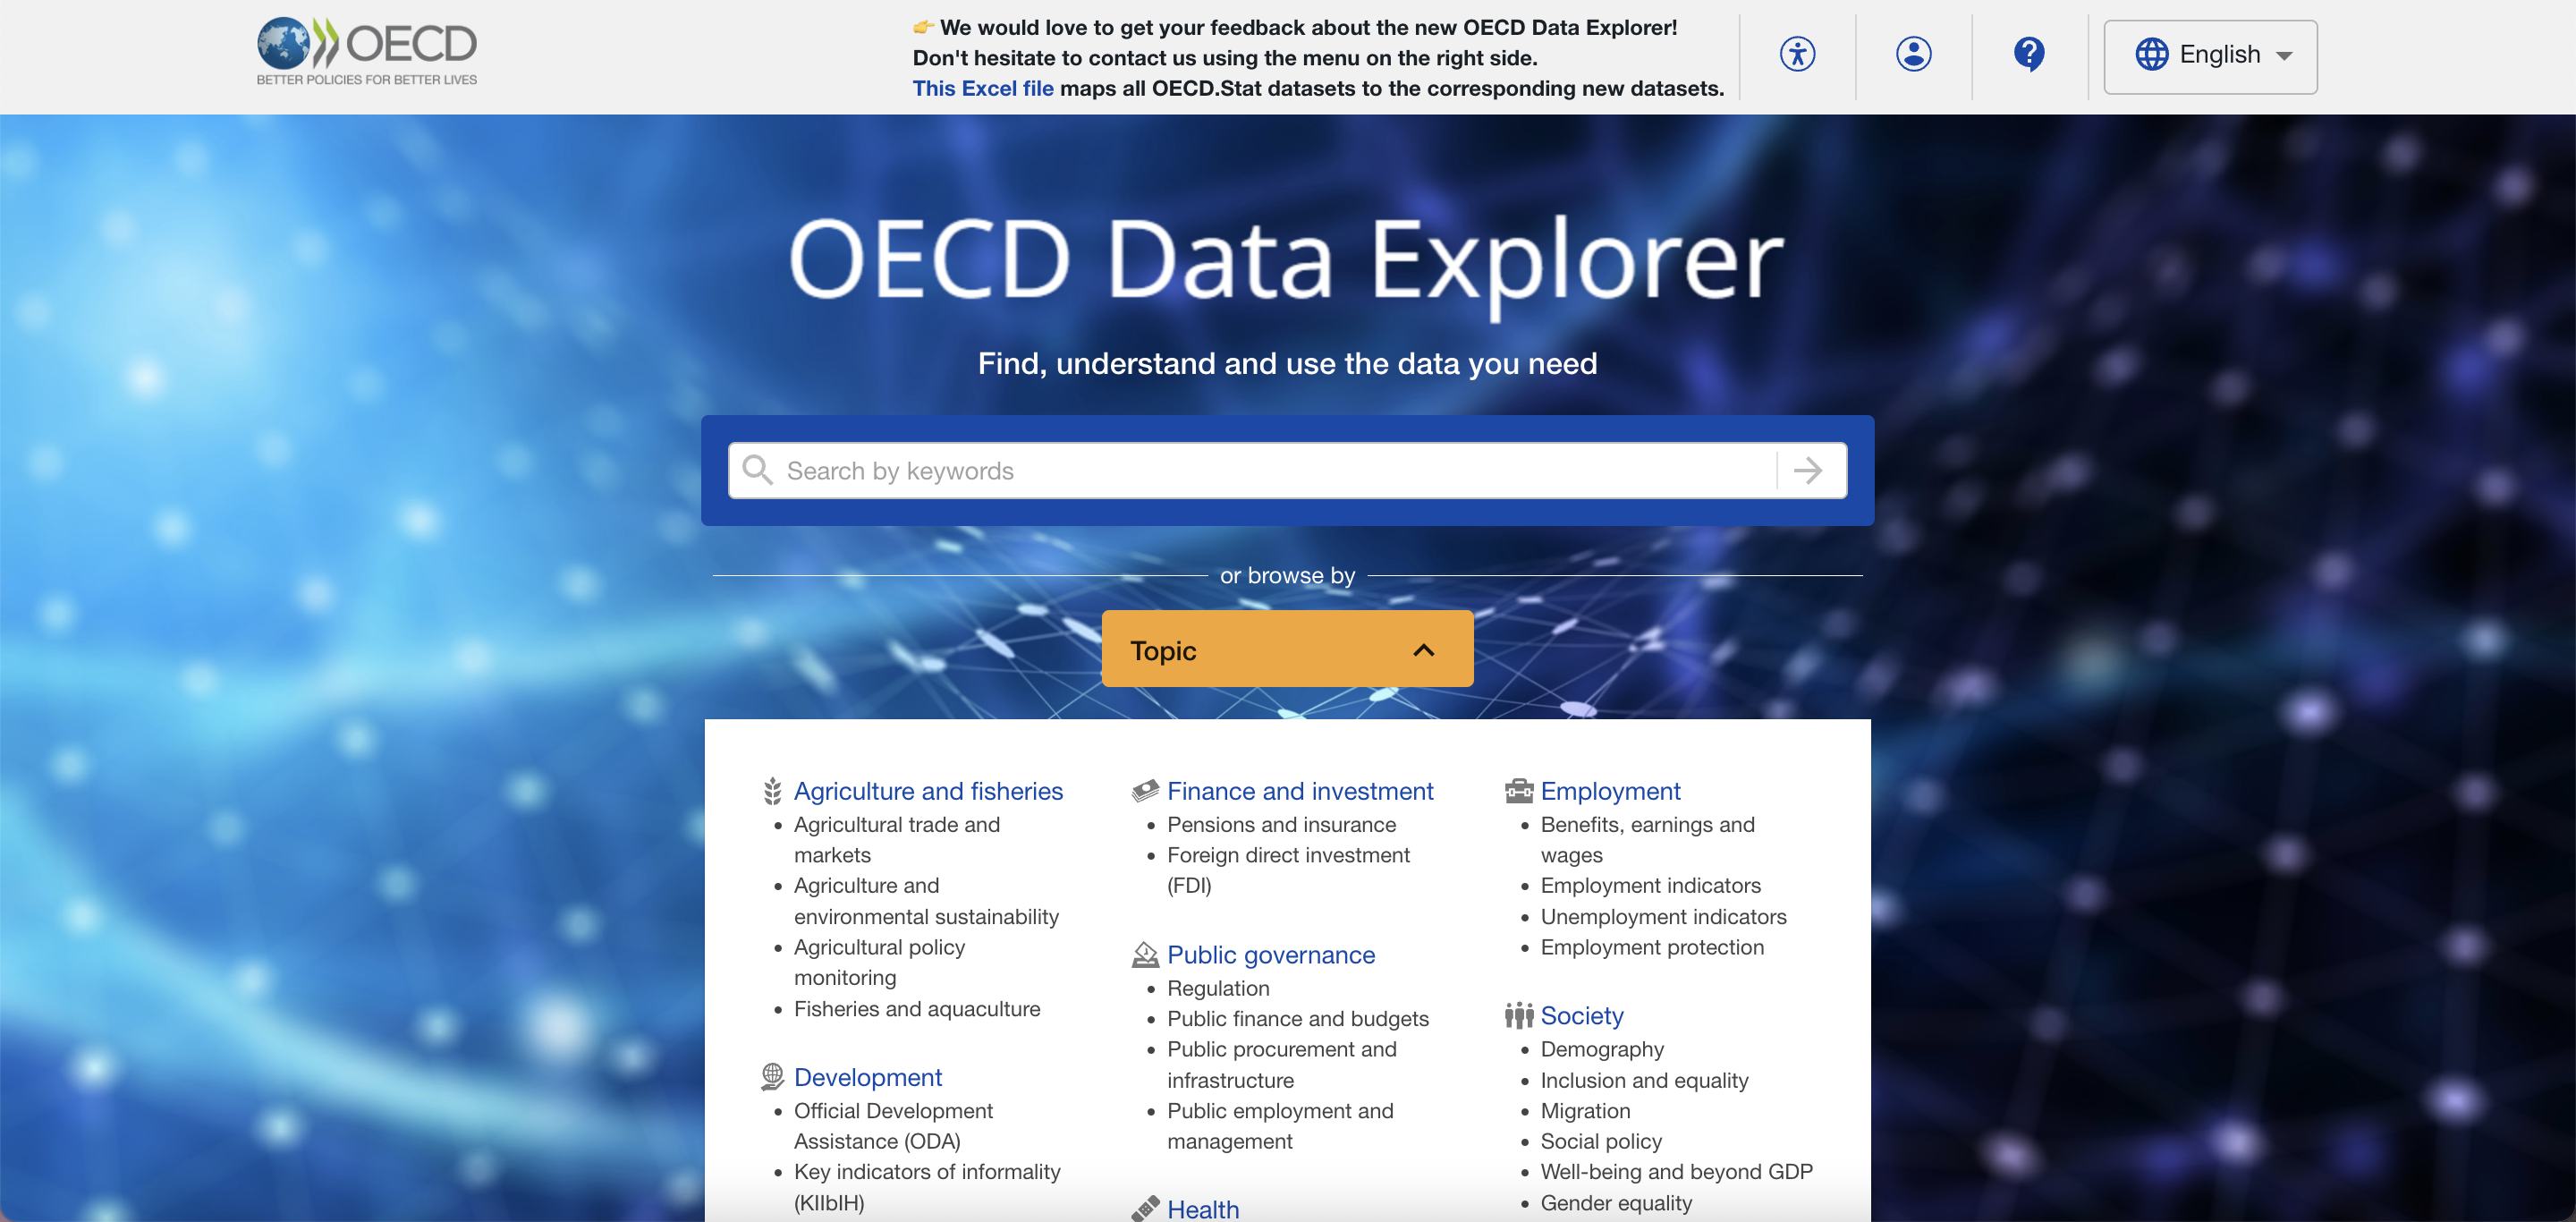 OECD
BETTER POLICIES FOR BETTER LIVES
👉 We would love to get your feedback about the new OECD Data Explorer!
Don't hesitate to contact us using the menu on the right side.
This Excel file maps all OECD.Stat datasets to the corresponding new datasets.
English
OECD Data Explorer
Find, understand and use the data you need
Search by keywords
or browse by
Topic
Agriculture and fisheries
• Agricultural trade and
markets
• Agriculture and
environmental sustainability
• Agricultural policy
monitoring
• Fisheries and aquaculture
Development
• Official Development
Assistance (ODA)
• Key indicators of informality
(KIIbIH)
Finance and investment
• Pensions and insurance
• Foreign direct investment
(FDI)
Public governance
• Regulation
• Public finance and budgets
• Public procurement and
infrastructure
• Public employment and
management
Health
Employment
• Benefits, earnings and
wages
• Employment indicators
• Unemployment indicators
• Employment protection
Society
• Demography
• Inclusion and equality
• Migration
• Social policy
• Well-being and beyond GDP
• Gender equality